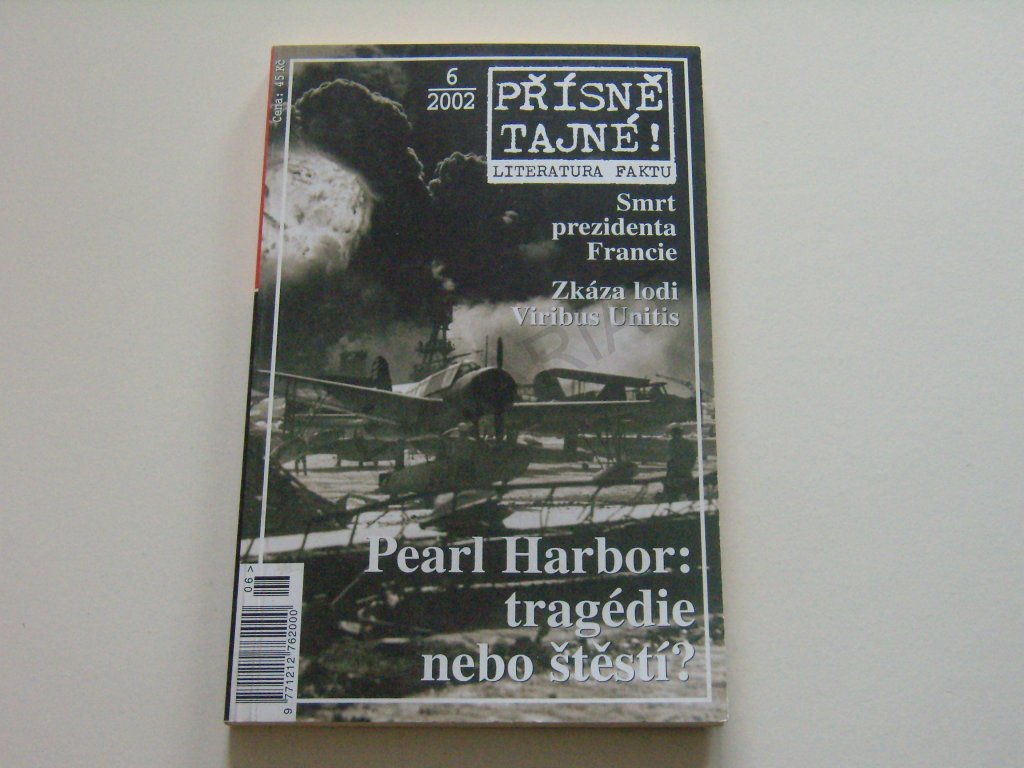 Cena: 45 Kč
6
2002
PŘÍSNĚ
TAJNÉ!
LITERATURA FAKTU
Smrt
prezidenta
Francie
Zkáza lodi
Viribus Unitis
Pearl Harbor:
tragédie
nebo štěstí?
06>
9 771212 762000